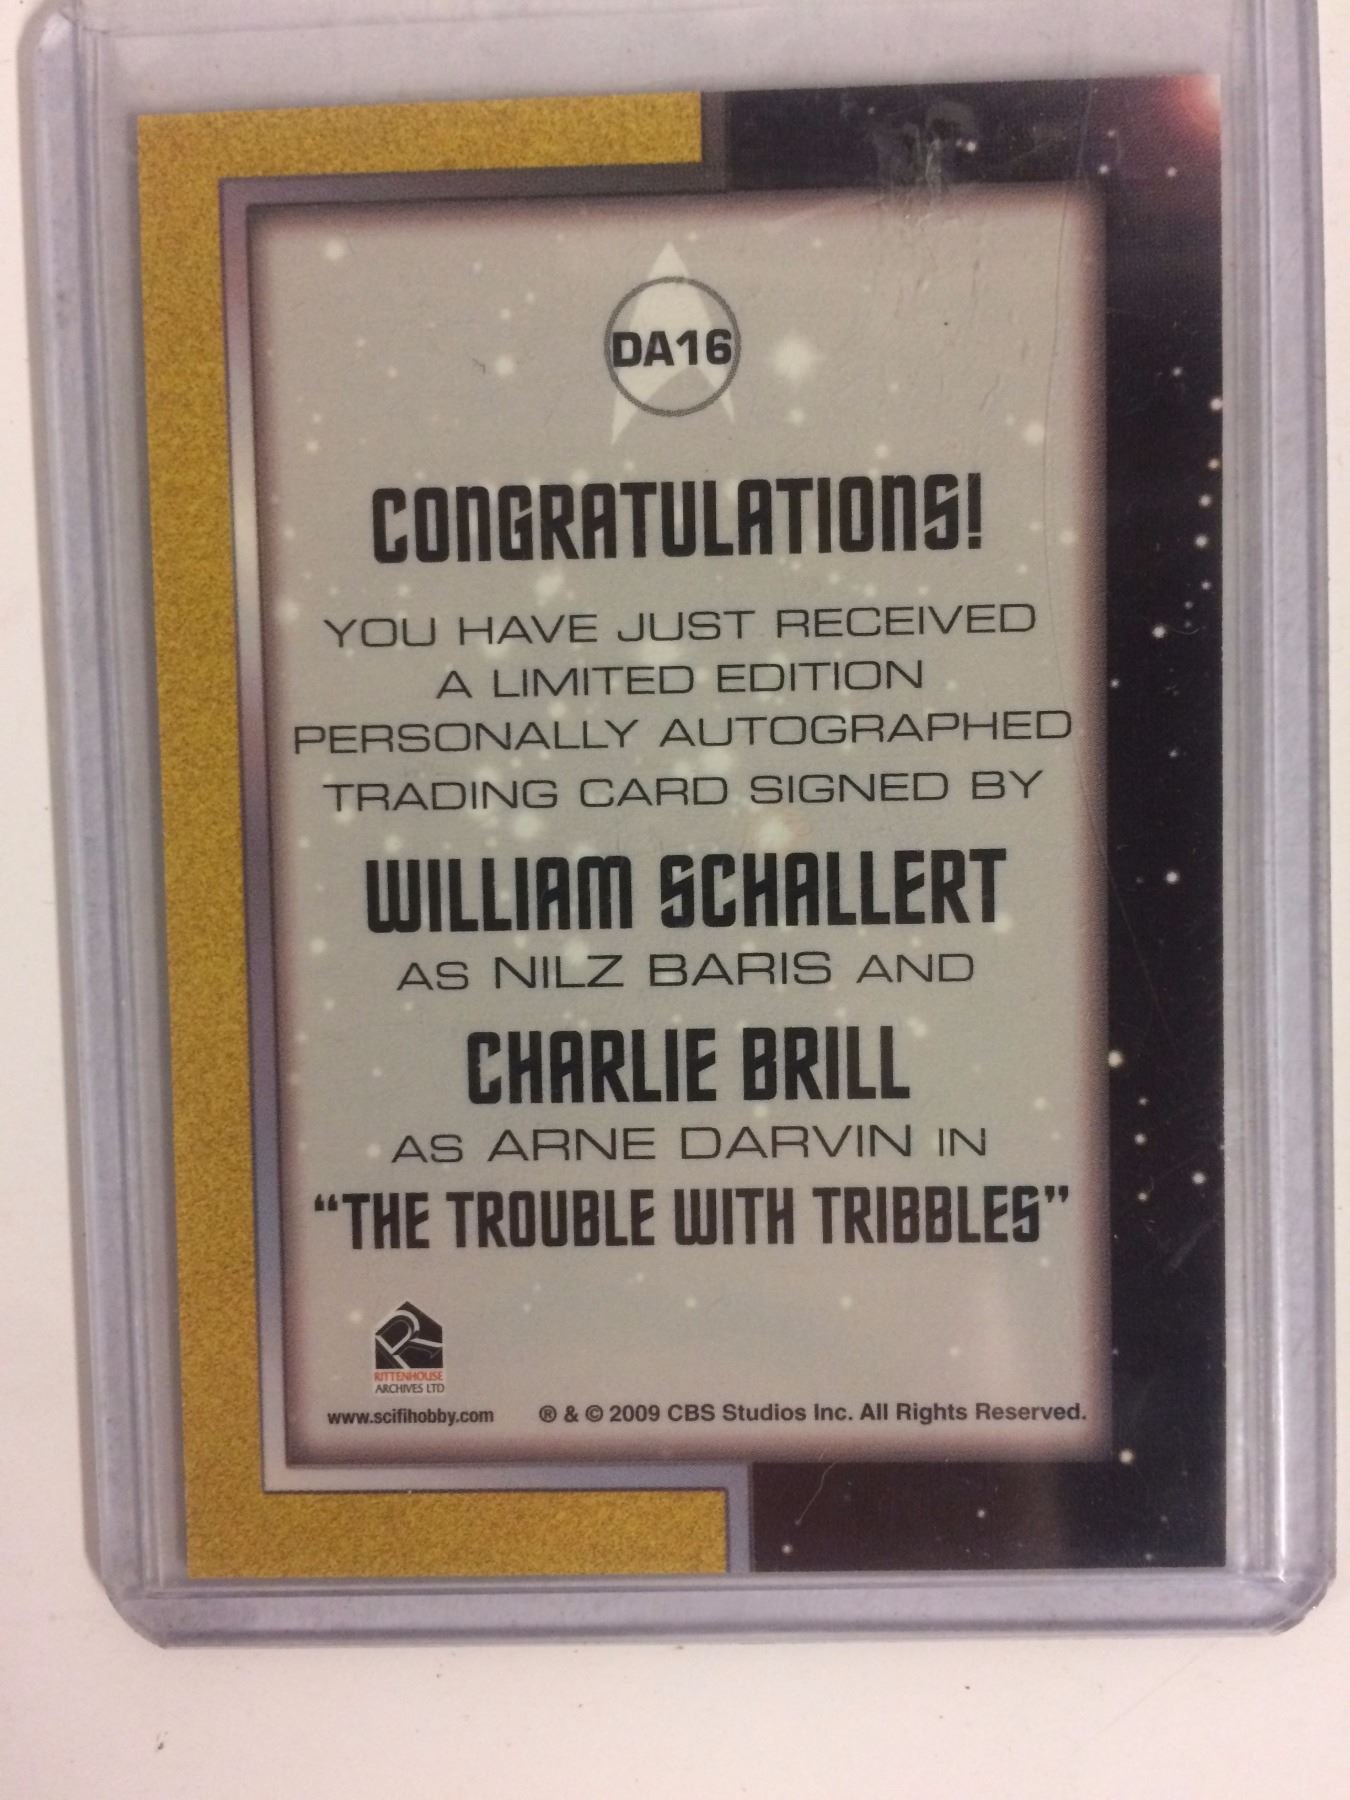 DA16
CONGRATULATIONS!
YOU HAVE JUST RECEIVED
A LIMITED EDITION
PERSONALLY AUTOGRAPHED
TRADING CARD SIGNED BY
WILLIAM SCHALLERT
AS NILZ BARIS AND
CHARLIE BRILL
AS ARNE DARVIN IN
“THE TROUBLE WITH TRIBBLES”
RITTENHOUSE
ARCHIVES LTD
www.scifihobby.com ® & © 2009 CBS Studios Inc. All Rights Reserved.